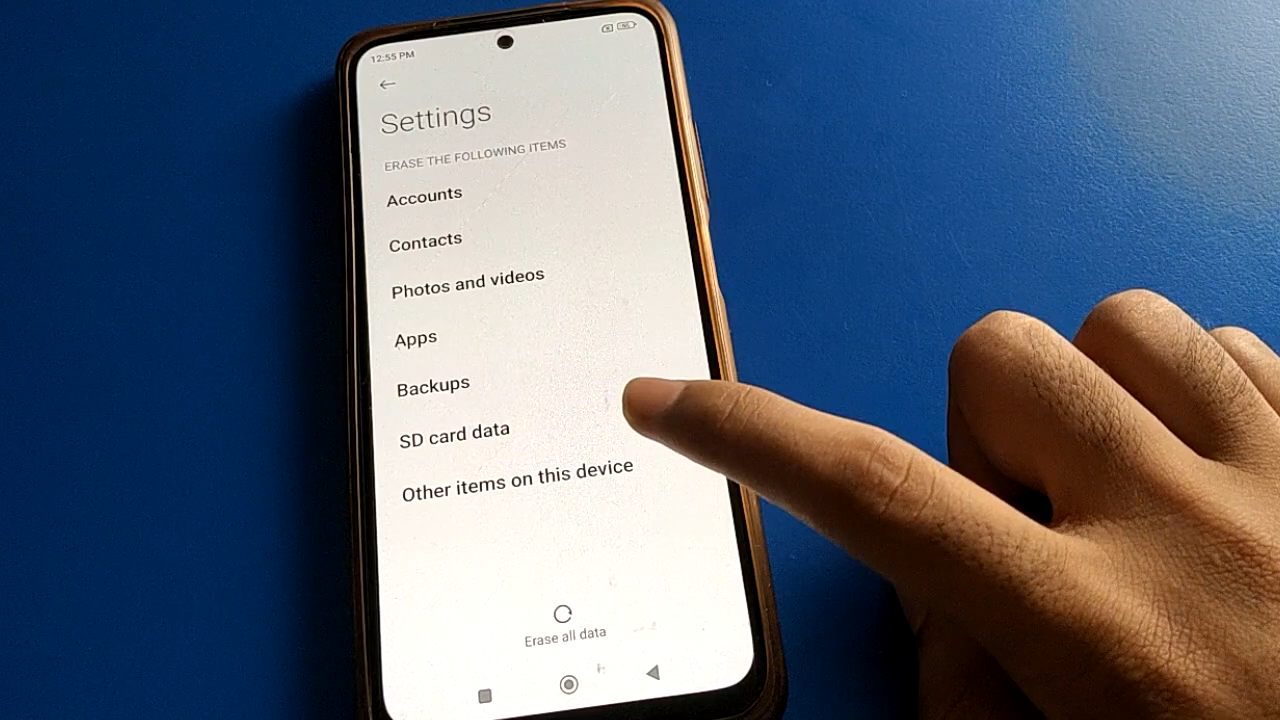 12:55 PM
Settings
ERASE THE FOLLOWING ITEMS
Accounts
Contacts
Photos and videos
Apps
Backups
SD card data
Other items on this device
Erase all data